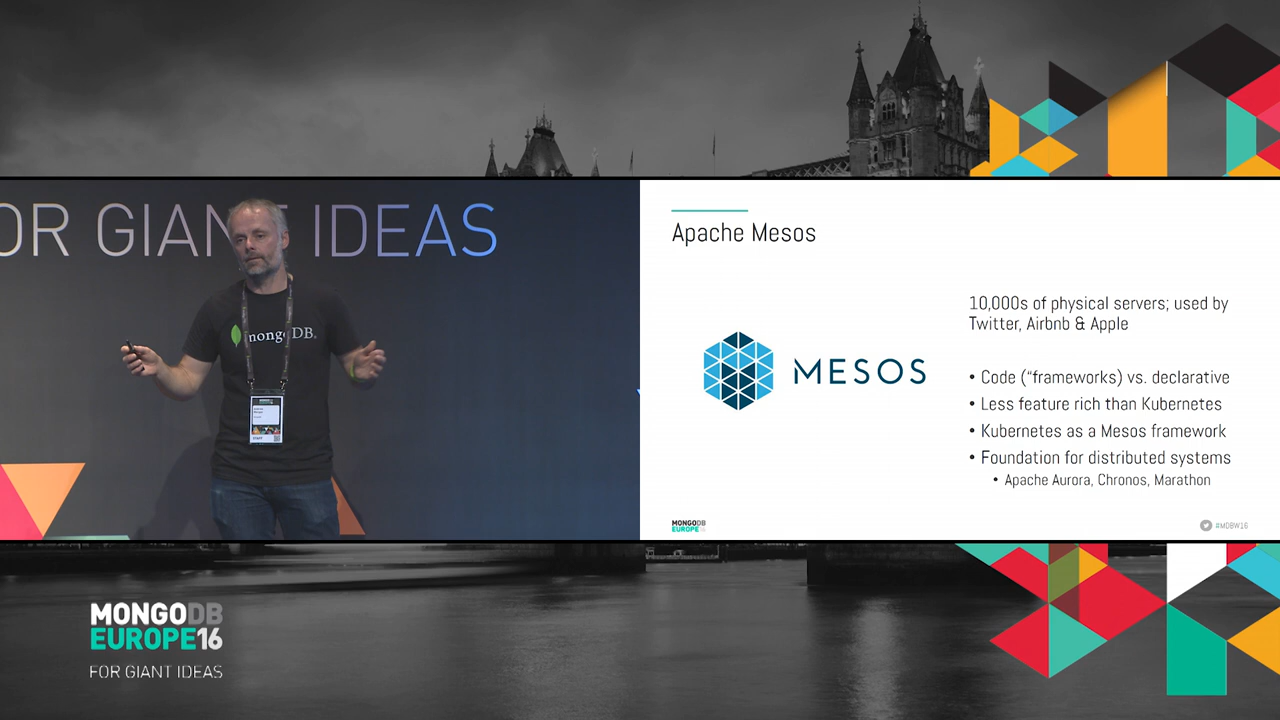 OR GIANT IDEAS
mongoDB.
STAFF
Apache Mesos
MESOS
10,000s of physical servers; used by
Twitter, Airbnb & Apple
• Code (“frameworks) vs. declarative
• Less feature rich than Kubernetes
• Kubernetes as a Mesos framework
• Foundation for distributed systems
• Apache Aurora, Chronos, Marathon
MONGODB
EUROPE16
#MDBW16
MONGODB
EUROPE16
FOR GIANT IDEAS